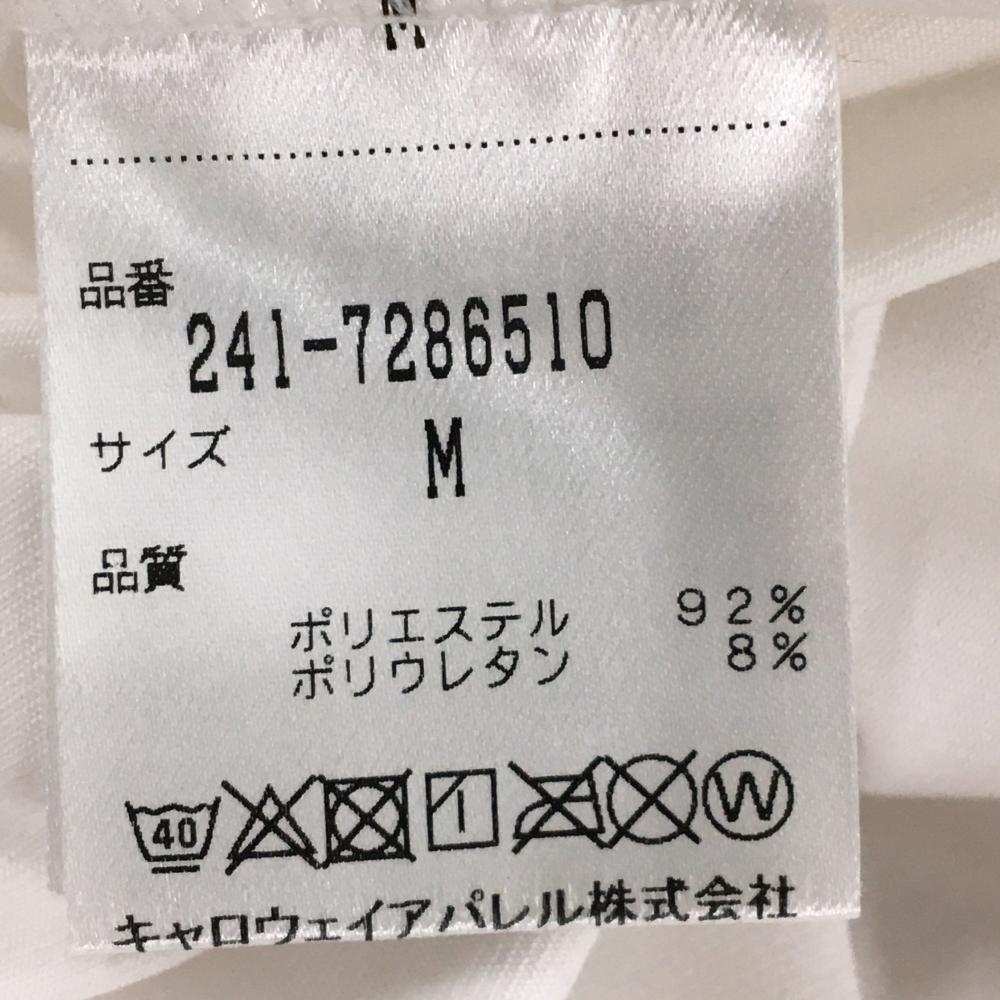 M
品番
241-7286510
サイズ M
品質
ポリエステル 92%
ポリウレタン 8%
40 W
キャロウェイアパレル株式会社